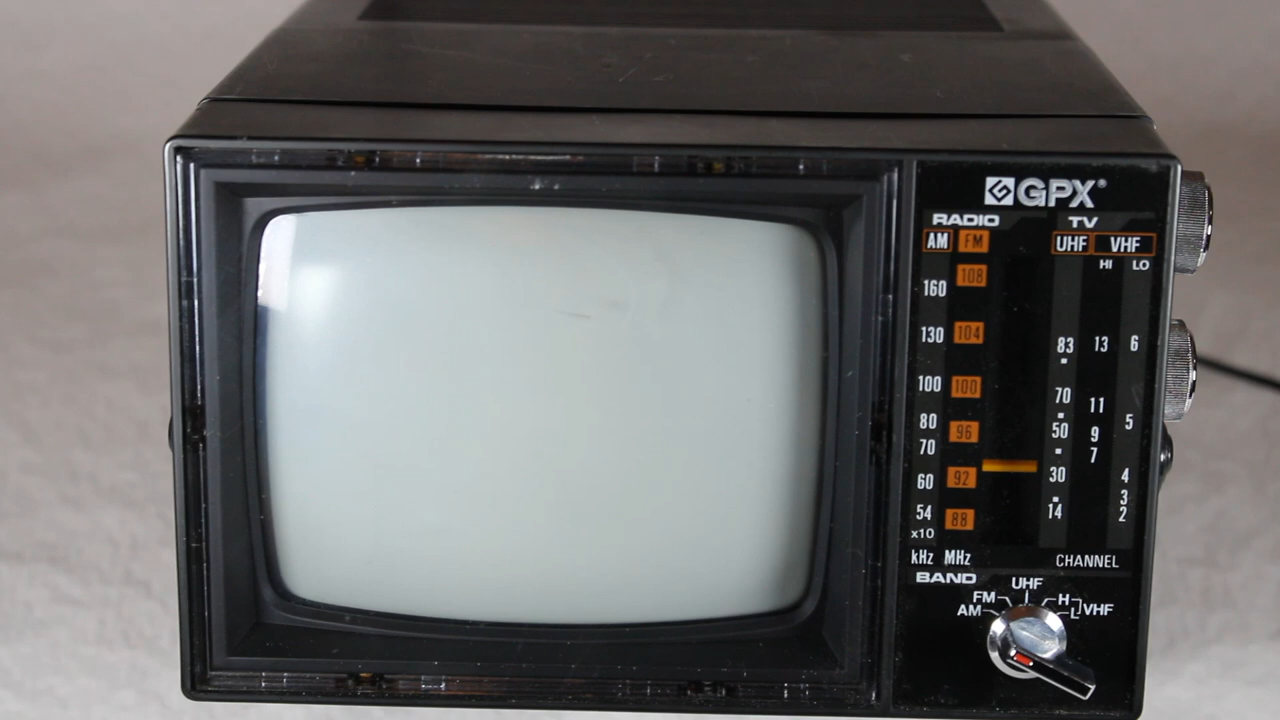 GPX®
RADIO TV
AM FM UHF VHF
HI LO
108
160
130 104 83 13 6
100 100 70 11
80 96 50 9 5
70 7
60 92 30 4
3
54 88 14 2
x10
kHz MHz CHANNEL
BAND UHF
FM H
AM L VHF